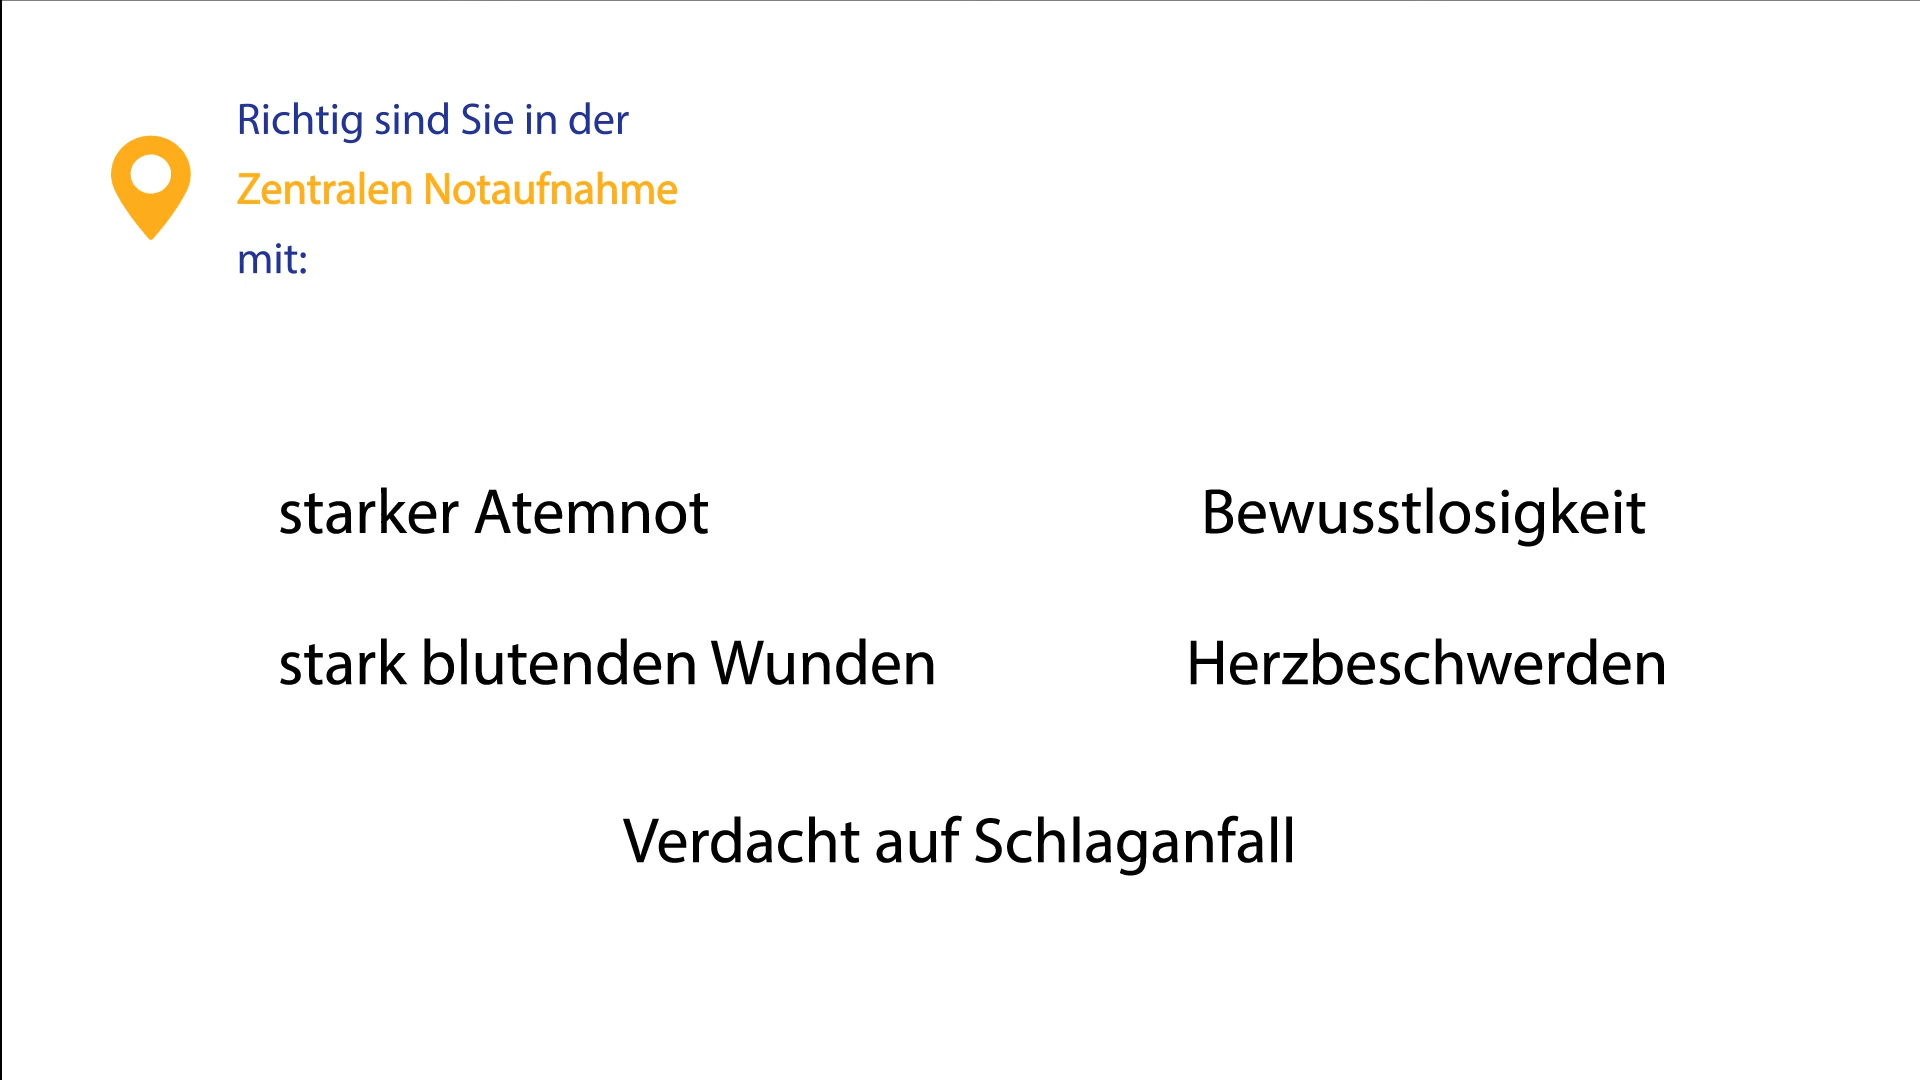 Richtig sind Sie in der
Zentralen Notaufnahme
mit:
starker Atemnot
Bewusstlosigkeit
stark blutenden Wunden
Herzbeschwerden
Verdacht auf Schlaganfall